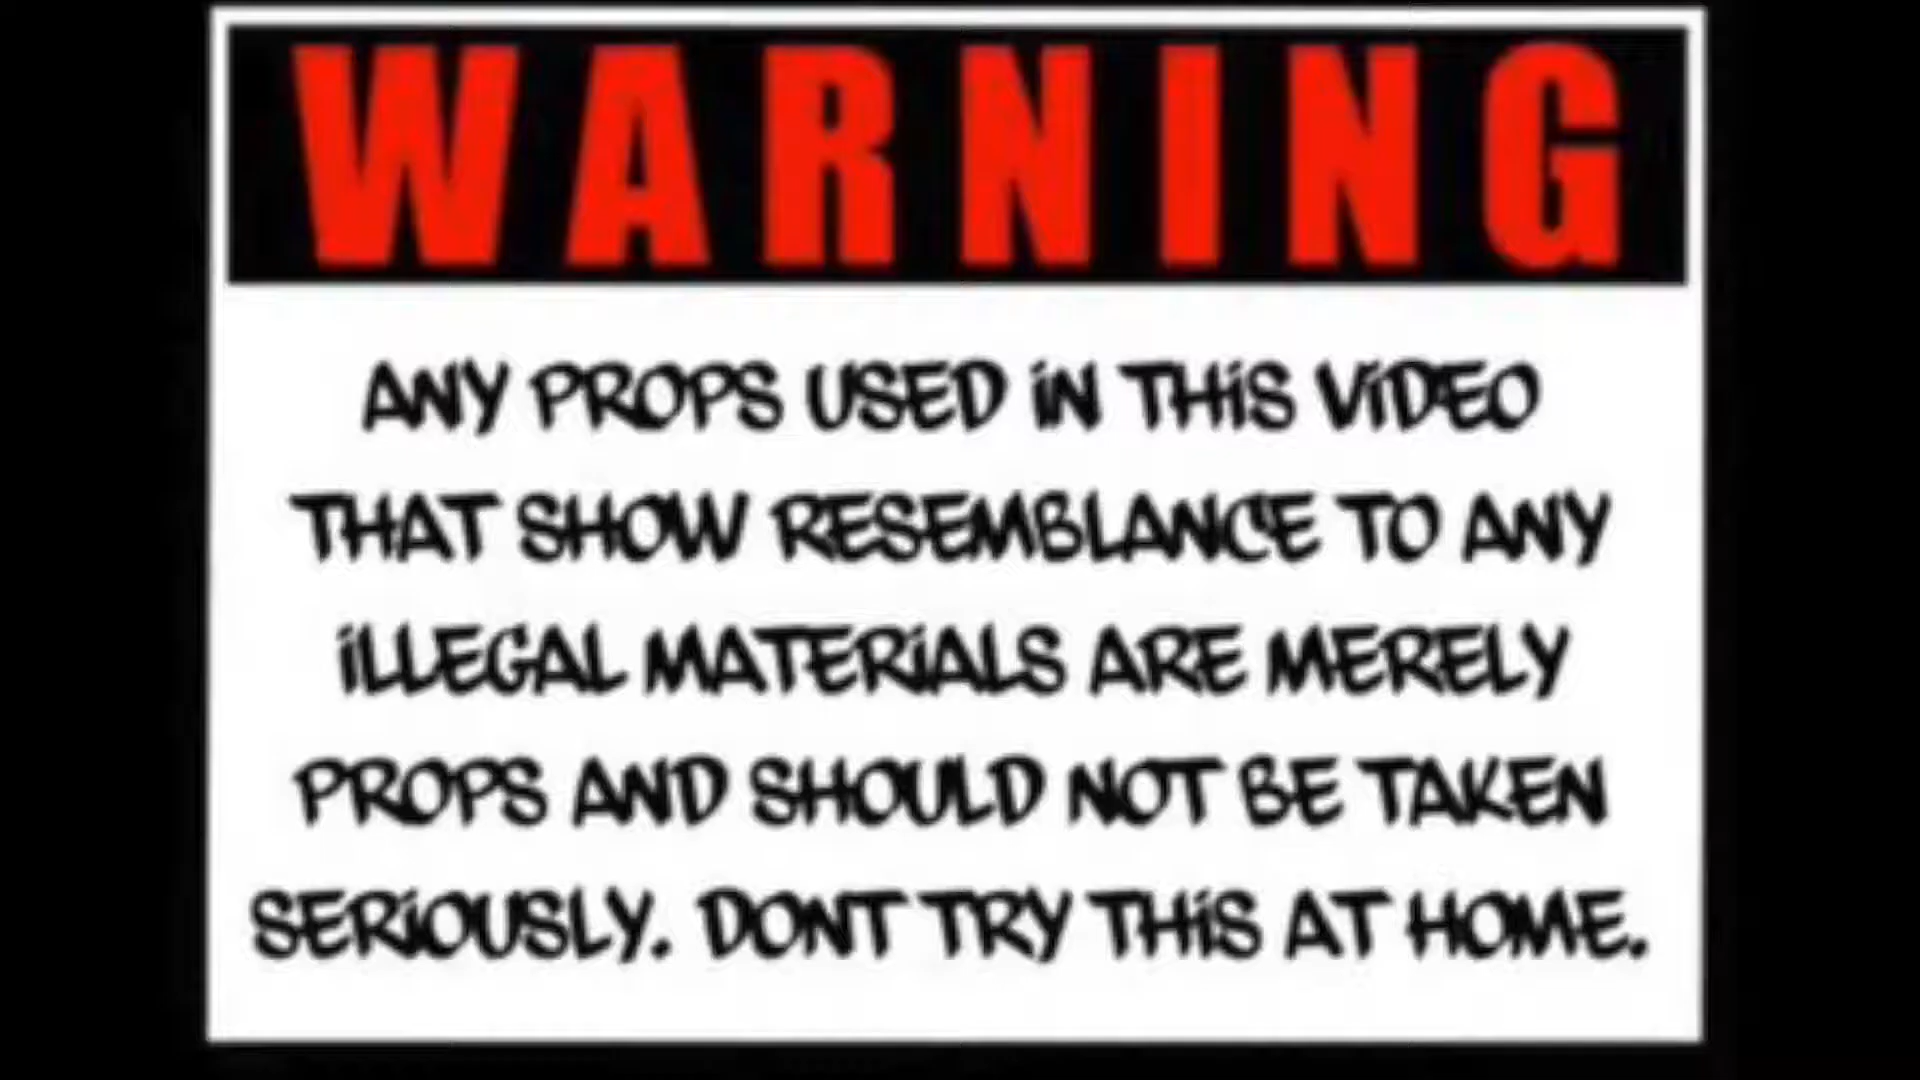 WARNING
ANY PROPS USED iN THiS ViDEO
THAT SHOW RESEMBLANCE TO ANY
iLLEGAL MATERiALS ARE MERELY
PROPS AND SHOULD NOT BE TAKEN
SERiOUSLY. DONT TRY THiS AT HOME.